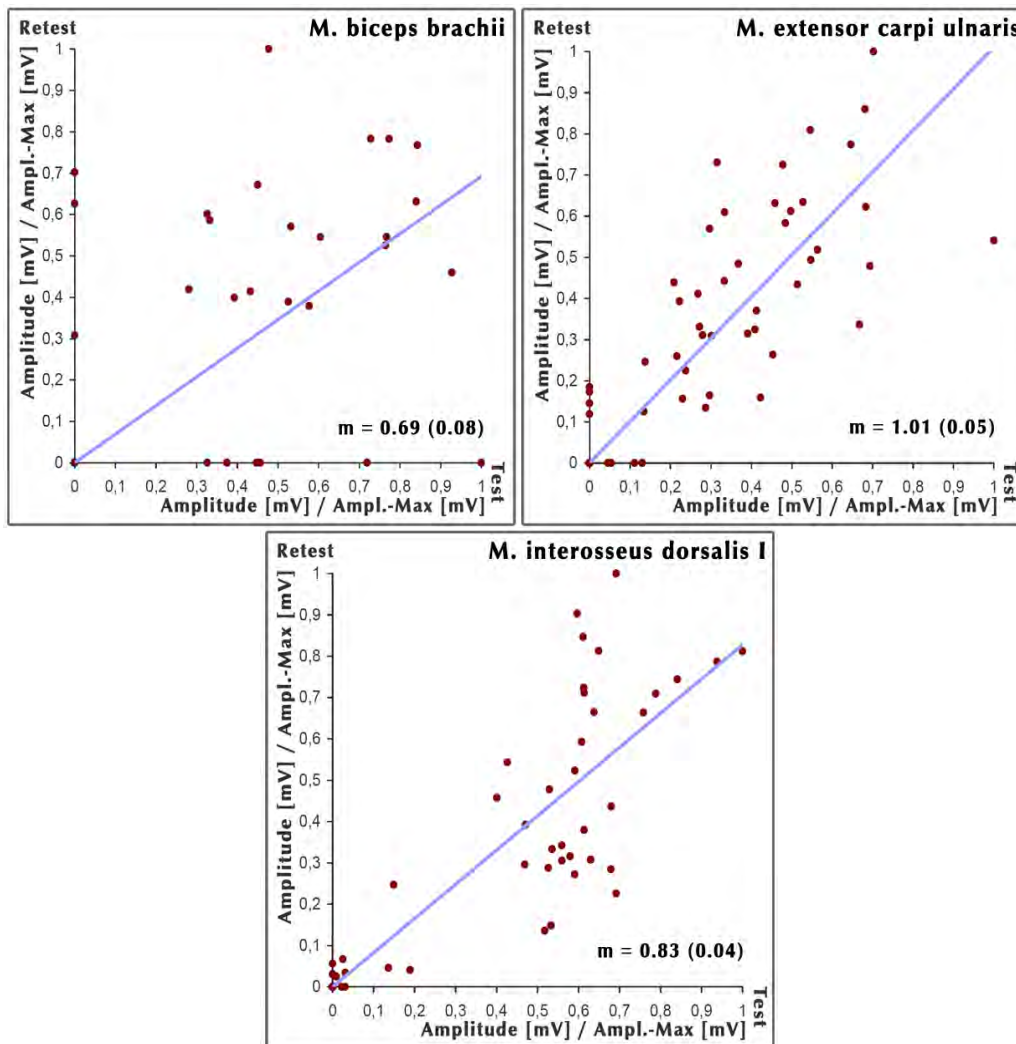 Retest
M. biceps brachii
Amplitude [mV] / Ampl.-Max [mV]
1
0,9
0,8
0,7
0,6
0,5
0,4
0,3
0,2
0,1
0
m = 0.69 (0.08)
0 0,1 0,2 0,3 0,4 0,5 0,6 0,7 0,8 0,9 1
Test
Amplitude [mV] / Ampl.-Max [mV]
Retest
M. extensor carpi ulnaris
Amplitude [mV] / Ampl.-Max [mV]
1
0,9
0,8
0,7
0,6
0,5
0,4
0,3
0,2
0,1
0
m = 1.01 (0.05)
0 0,1 0,2 0,3 0,4 0,5 0,6 0,7 0,8 0,9 1
Test
Amplitude [mV] / Ampl.-Max [mV]
Retest
M. interosseus dorsalis I
Amplitude [mV] / Ampl.-Max [mV]
1
0,9
0,8
0,7
0,6
0,5
0,4
0,3
0,2
0,1
0
m = 0.83 (0.04)
0 0,1 0,2 0,3 0,4 0,5 0,6 0,7 0,8 0,9 1
Test
Amplitude [mV] / Ampl.-Max [mV]